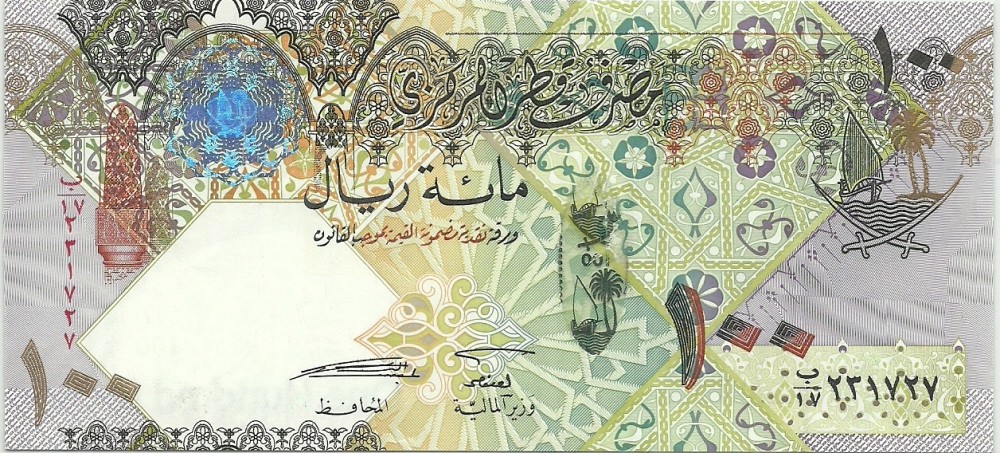 ١٠٠
مصرف قطر المركزي
مائة ريال
ورقة نقدية مضمونة القيمة بموجب القانون
ب ١٧ ٢٣١٧٢٧
١٠٠
١٠٠
المحافظ
وزير المالية
ب
١٧ ٢٣١٧٢٧